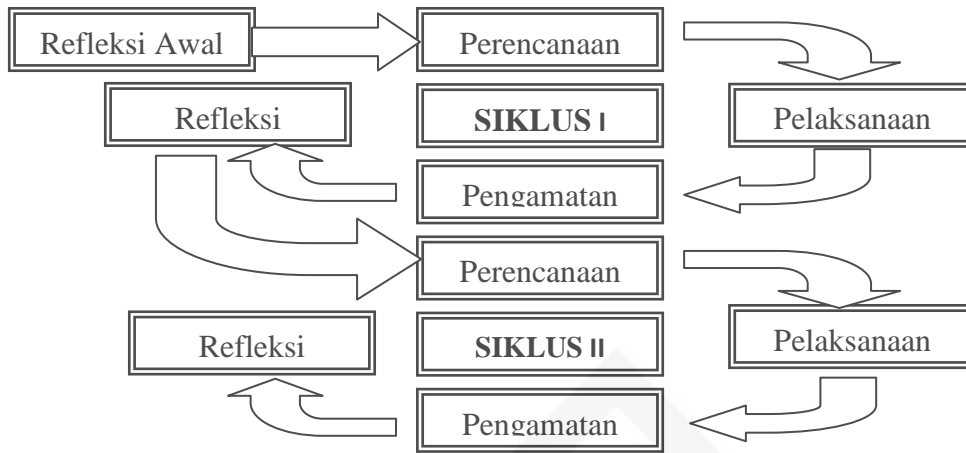 Refleksi Awal
Perencanaan
Refleksi
SIKLUS I
Pelaksanaan
Pengamatan
Perencanaan
Refleksi
SIKLUS II
Pelaksanaan
Pengamatan